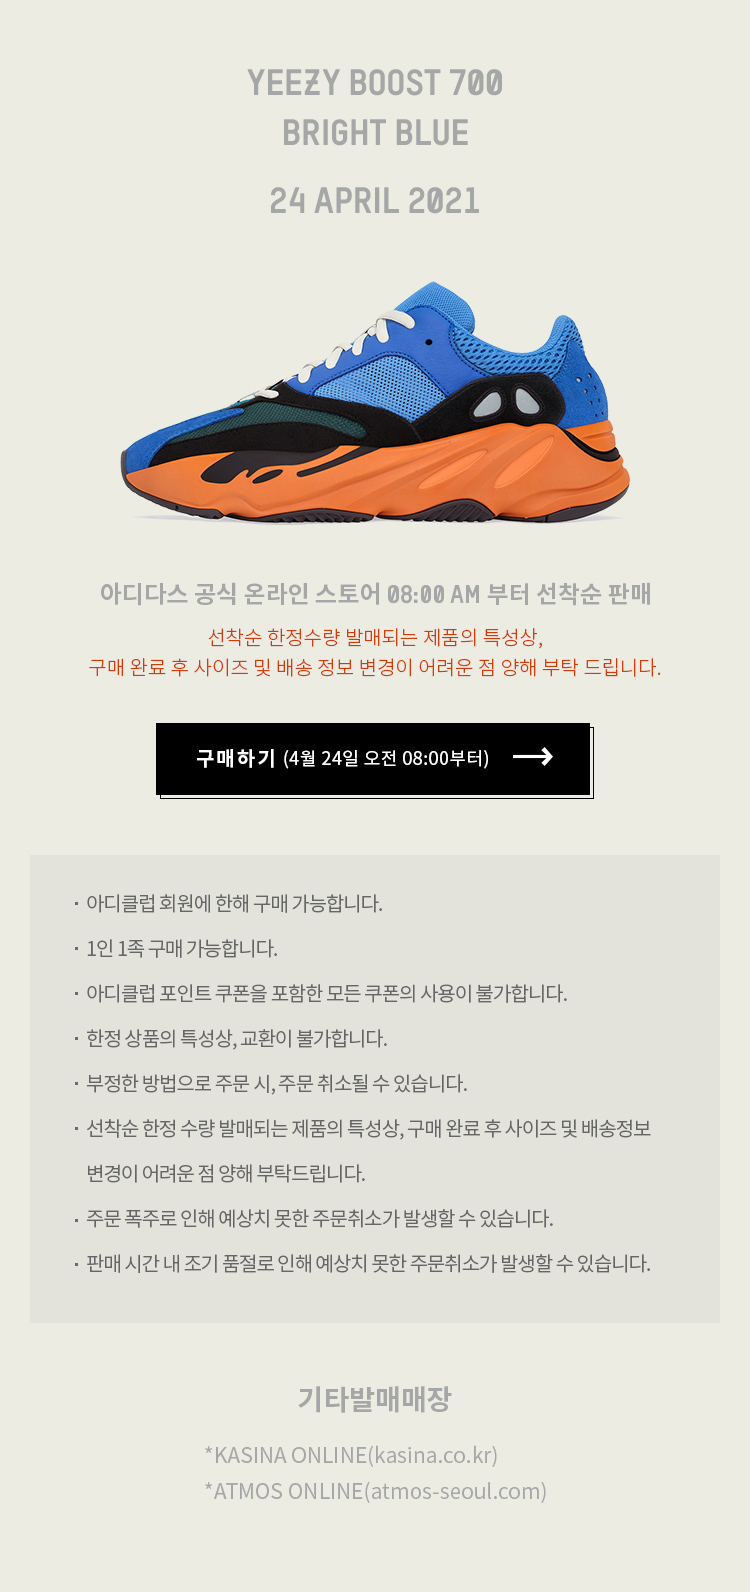 YEEZY BOOST 700
BRIGHT BLUE
24 APRIL 2021
아디다스 공식 온라인 스토어 08:00 AM 부터 선착순 판매
선착순 한정수량 발매되는 제품의 특성상,
구매 완료 후 사이즈 및 배송 정보 변경이 어려운 점 양해 부탁 드립니다.
구매하기 (4월 24일 오전 08:00부터)
· 아디클럽 회원에 한해 구매 가능합니다.
· 1인 1족 구매 가능합니다.
· 아디클럽 포인트 쿠폰을 포함한 모든 쿠폰의 사용이 불가합니다.
· 한정 상품의 특성상, 교환이 불가합니다.
· 부정한 방법으로 주문 시, 주문 취소될 수 있습니다.
· 선착순 한정 수량 발매되는 제품의 특성상, 구매 완료 후 사이즈 및 배송정보
변경이 어려운 점 양해 부탁드립니다.
· 주문 폭주로 인해 예상치 못한 주문취소가 발생할 수 있습니다.
· 판매 시간 내 조기 품절로 인해 예상치 못한 주문취소가 발생할 수 있습니다.
기타발매매장
*KASINA ONLINE(kasina.co.kr)
*ATMOS ONLINE(atmos-seoul.com)